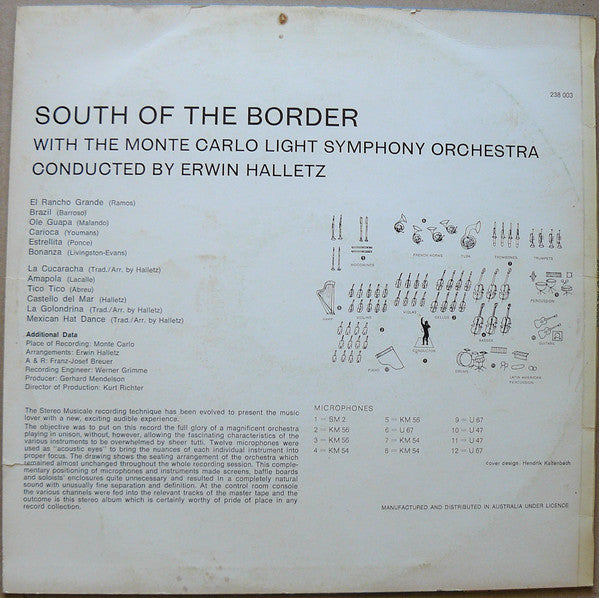 238 003
SOUTH OF THE BORDER
WITH THE MONTE CARLO LIGHT SYMPHONY ORCHESTRA
CONDUCTED BY ERWIN HALLETZ
El Rancho Grande (Ramos)
Brazil (Barroso)
Ole Guapa (Malando)
Carioca (Youmans)
Estrellita (Ponce)
Bonanza (Livingston-Evans)
La Cucaracha (Trad./Arr. by Halletz)
Amapola (Lacalle)
Tico Tico (Abreu)
Castello del Mar (Halletz)
La Golondrina (Trad./Arr. by Halletz)
Mexican Hat Dance (Trad./Arr. by Halletz)
Additional Data
Place of Recording: Monte Carlo
Arrangements: Erwin Halletz
A & R: Franz-Josef Breuer
Recording Engineer: Werner Grimme
Producer: Gerhard Mendelson
Director of Production: Kurt Richter
WOODWINDS
FRENCH HORNS
TUBA
TROMBONES
TRUMPETS
PERCUSSION
HARP
VIOLINS
VIOLAS
CELLOS
BASSES
GUITARS
PIANO
CONDUCTOR
DRUMS
LATIN-AMERICAN
PERCUSSION
The Stereo Musicale recording technique has been evolved to present the music
lover with a new, exciting audible experience.
The objective was to put on this record the full glory of a magnificent orchestra
playing in unison, without, however, allowing the fascinating characteristics of the
various instruments to be overwhelmed by sheer tutti. Twelve microphones were
used as "acoustic eyes" to bring the nuances of each individual instrument into
proper focus. The drawing shows the seating arrangement of the orchestra which
remained almost unchanged throughout the whole recording session. This comple-
mentary positioning of microphones and instruments made screens, baffle boards
and soloists' enclosures quite unnecessary and resulted in a completely natural
sound with unusually fine separation and definition. At the control room console
the various channels were fed into the relevant tracks of the master tape and the
outcome is this stereo album which is certainly worthy of pride of place in any
record collection.
MICROPHONES
1 = SM 2 5 = KM 56 9 = U 67
2 = KM 56 6 = U 67 10 = U 47
3 = KM 56 7 = KM 54 11 = U 47
4 = KM 54 8 = KM 54 12 = U 67
cover design: Hendrik Kaltenbach
MANUFACTURED AND DISTRIBUTED IN AUSTRALIA UNDER LICENCE